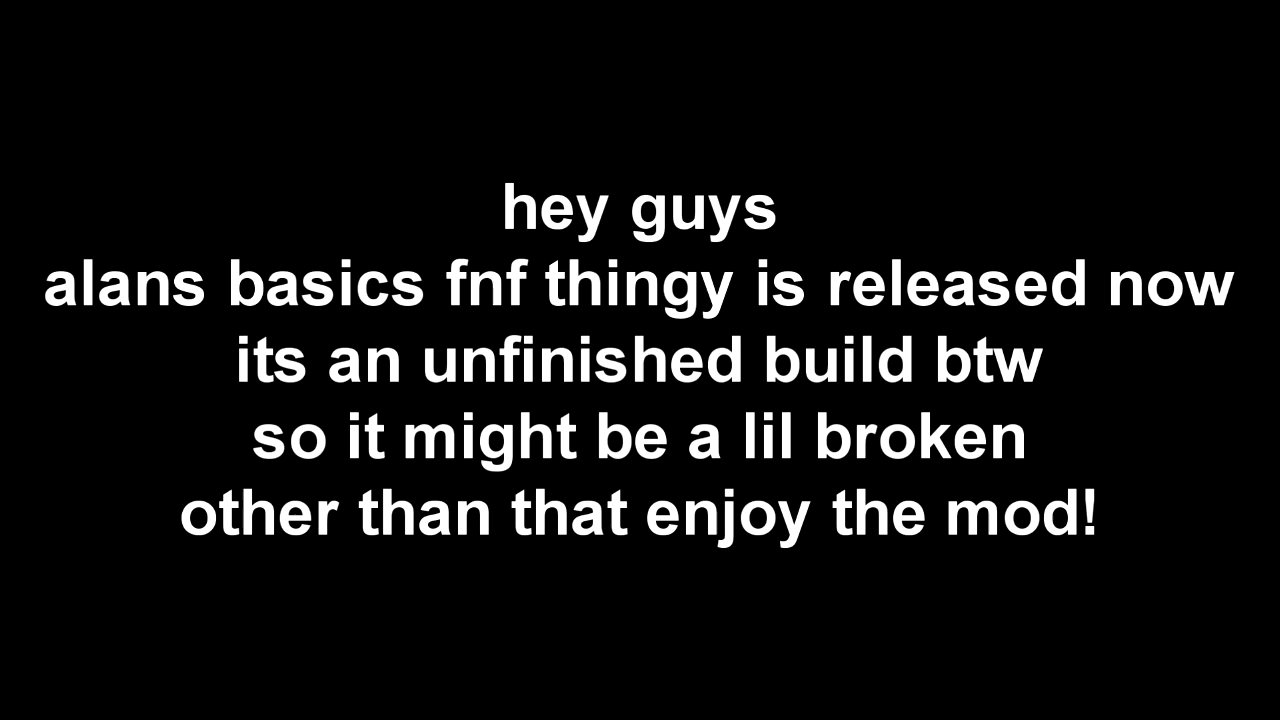 hey guys
alans basics fnf thingy is released now
its an unfinished build btw
so it might be a lil broken
other than that enjoy the mod!